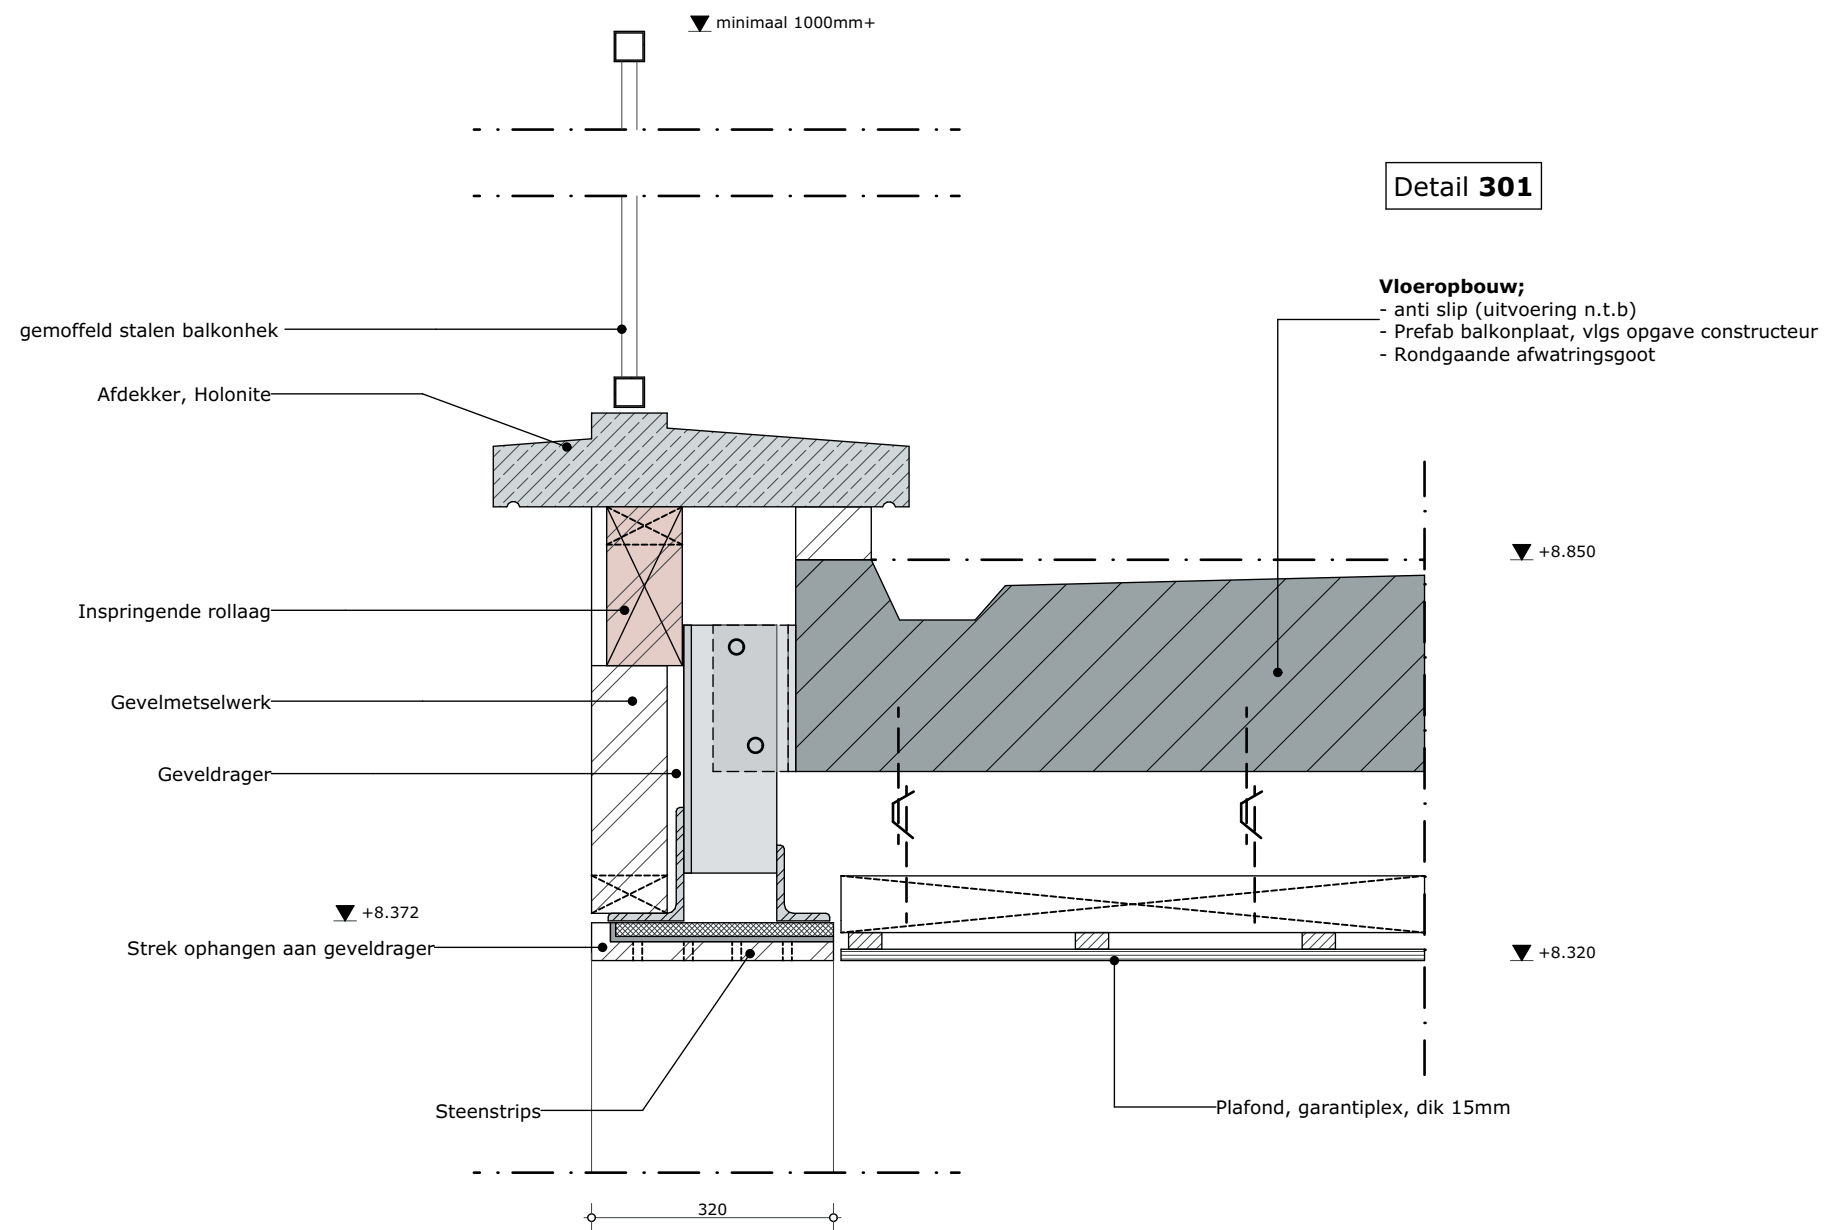 minimaal 1000mm+
Detail 301
Vloeropbouw;
- anti slip (uitvoering n.t.b)
- Prefab balkonplaat, vlgs opgave constructeur
- Rondgaande afwatringsgoot
gemoffeld stalen balkonhek
Afdekker, Holonite
+8.850
Inspringende rollaag
Gevelmetselwerk
Geveldrager
+8.372
Strek ophangen aan geveldrager
+8.320
Steenstrips
Plafond, garantiplex, dik 15mm
320